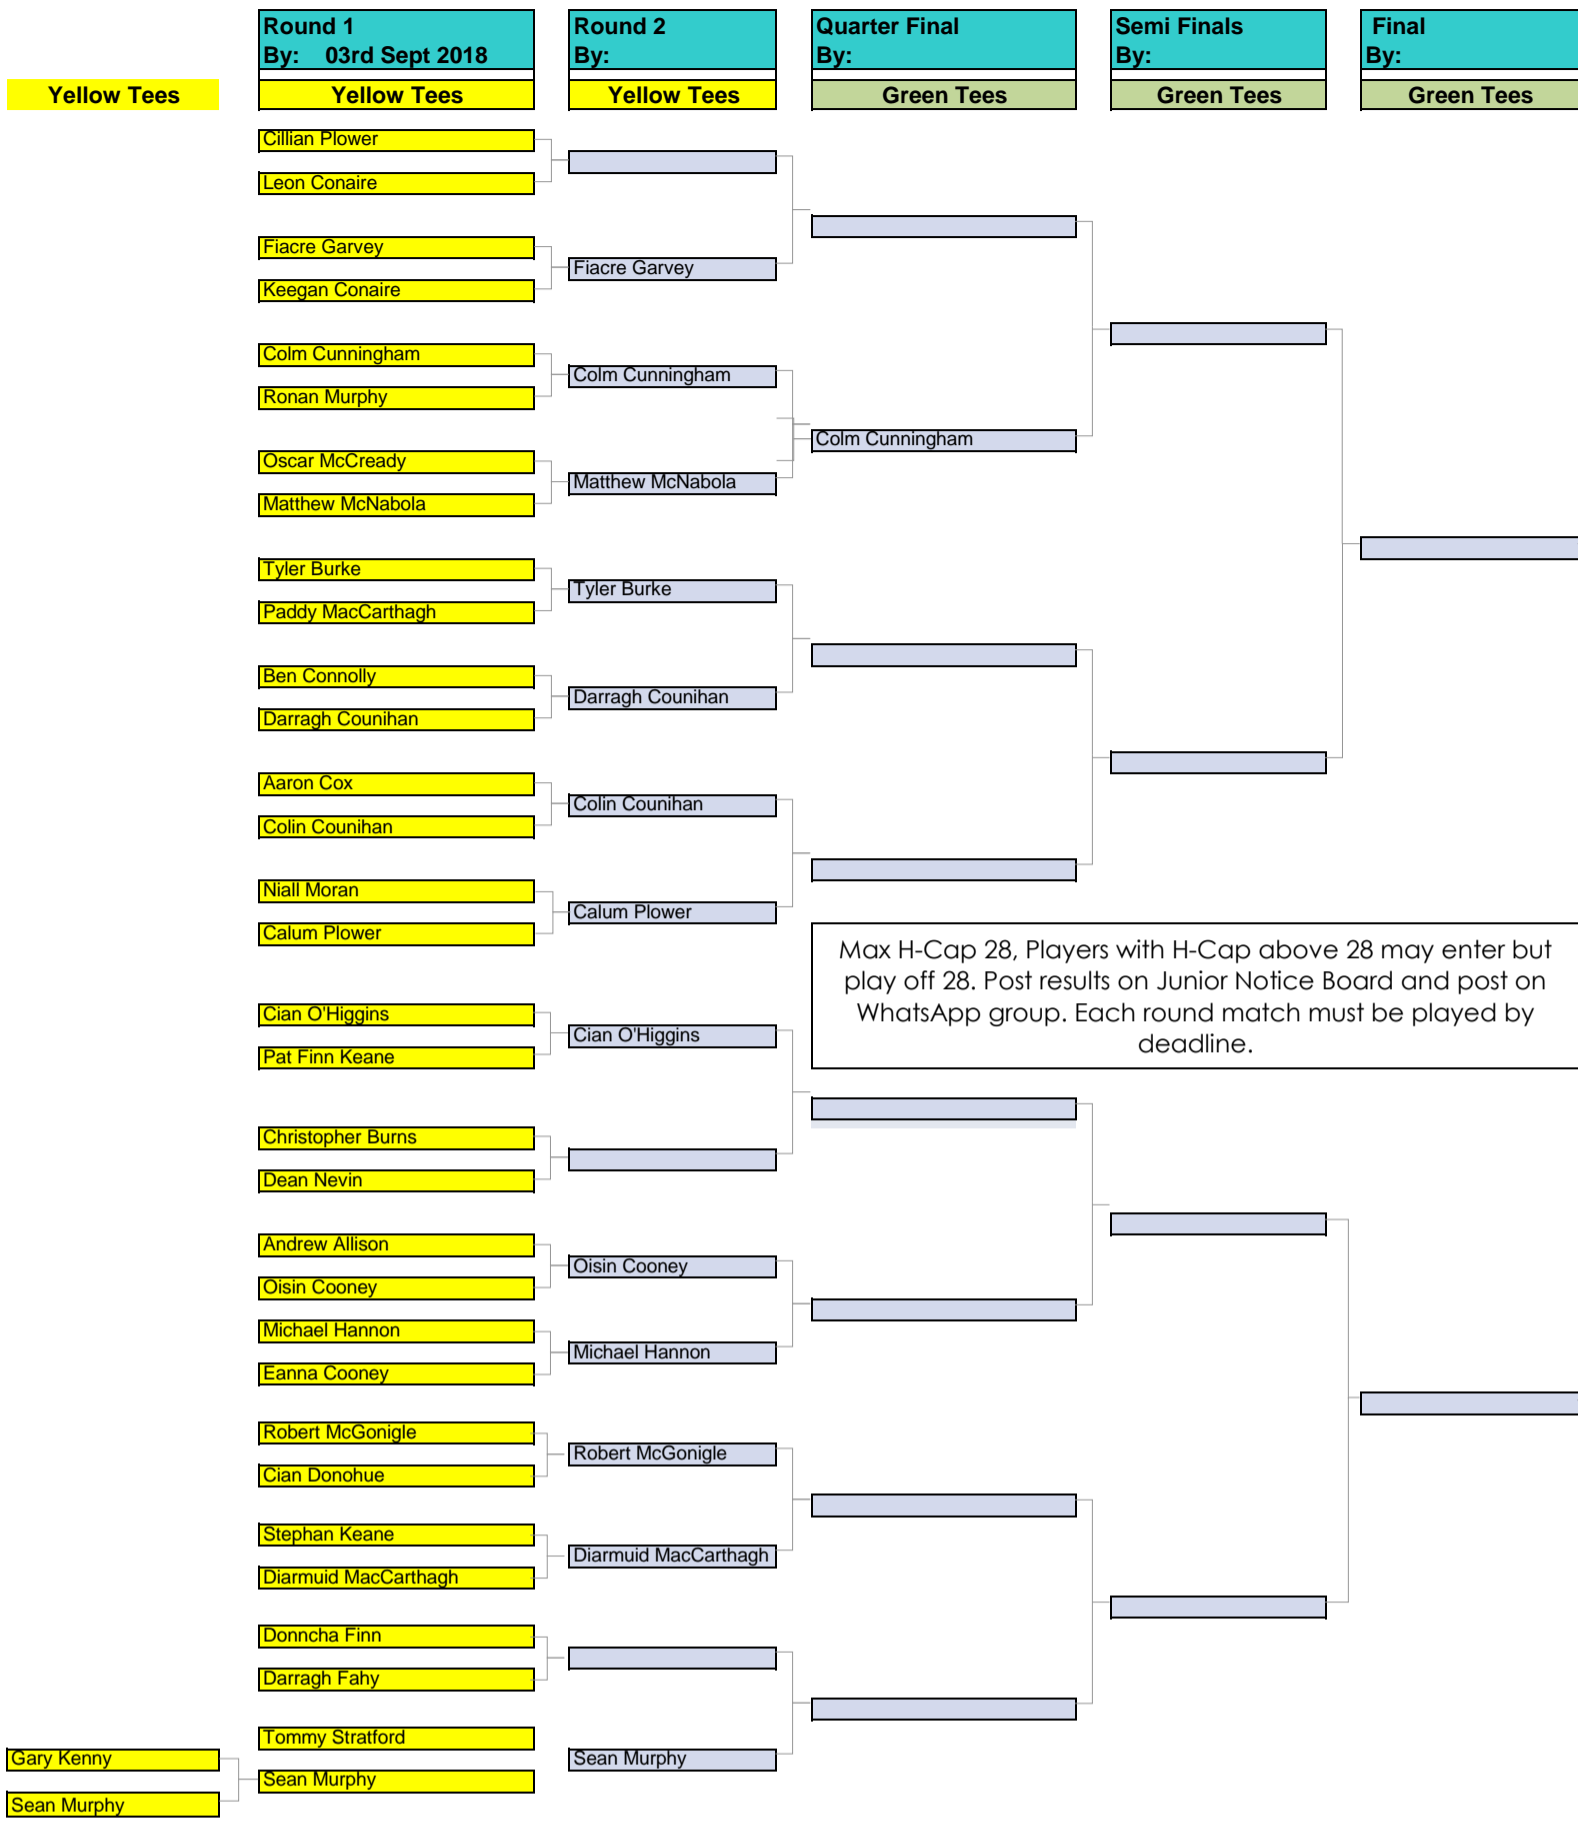 Round 1
By: 03rd Sept 2018
Round 2
By:
Quarter Final
By:
Semi Finals
By:
Final
By:
Yellow Tees
Yellow Tees
Yellow Tees
Green Tees
Green Tees
Green Tees
Cillian Plower
Leon Conaire
Fiacre Garvey
Fiacre Garvey
Keegan Conaire
Colm Cunningham
Colm Cunningham
Ronan Murphy
Colm Cunningham
Oscar McCready
Matthew McNabola
Matthew McNabola
Tyler Burke
Tyler Burke
Paddy MacCarthagh
Ben Connolly
Darragh Counihan
Darragh Counihan
Aaron Cox
Colin Counihan
Colin Counihan
Niall Moran
Calum Plower
Calum Plower
Max H-Cap 28, Players with H-Cap above 28 may enter but
play off 28. Post results on Junior Notice Board and post on
WhatsApp group. Each round match must be played by
deadline.
Cian O'Higgins
Cian O'Higgins
Pat Finn Keane
Christopher Burns
Dean Nevin
Andrew Allison
Oisin Cooney
Oisin Cooney
Michael Hannon
Michael Hannon
Eanna Cooney
Robert McGonigle
Robert McGonigle
Cian Donohue
Stephan Keane
Diarmuid MacCarthagh
Diarmuid MacCarthagh
Donncha Finn
Darragh Fahy
Tommy Stratford
Gary Kenny
Sean Murphy
Sean Murphy
Sean Murphy